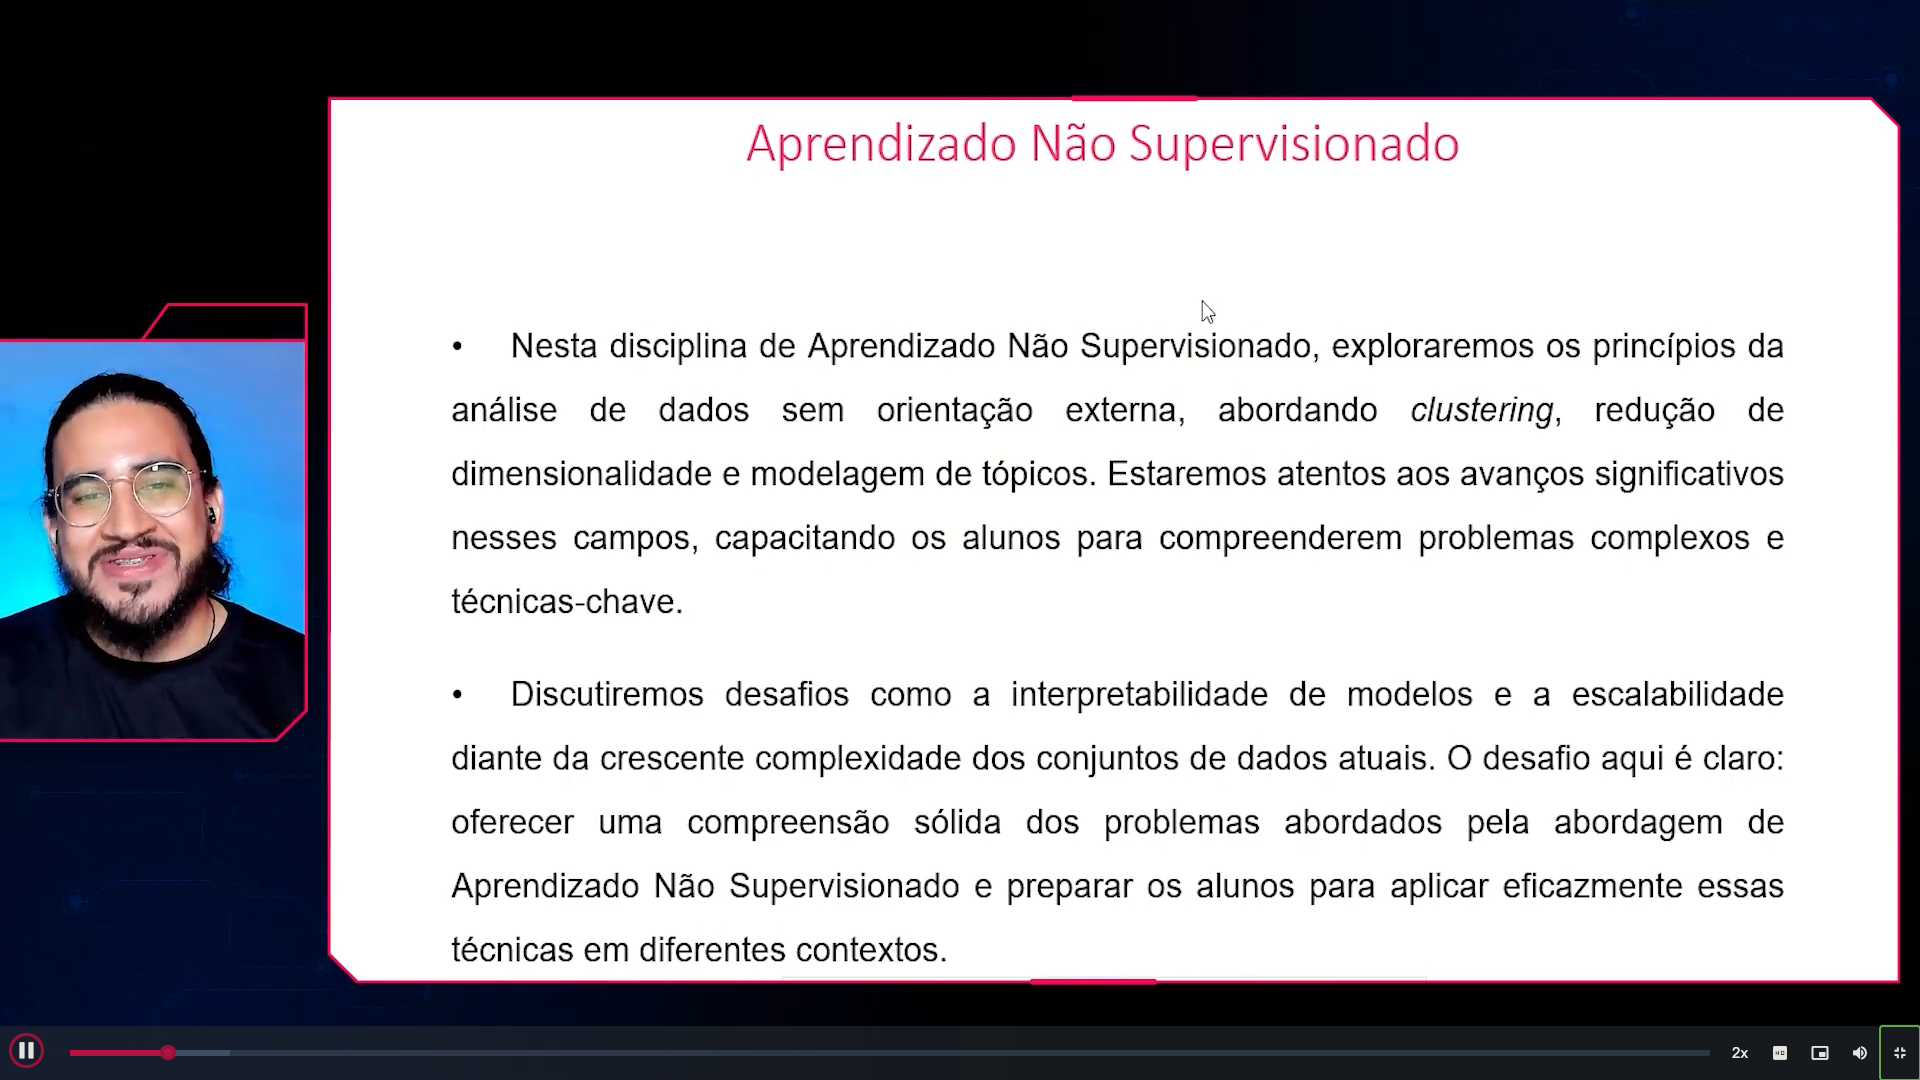 Aprendizado Não Supervisionado
• Nesta disciplina de Aprendizado Não Supervisionado, exploraremos os princípios da
análise de dados sem orientação externa, abordando clustering, redução de
dimensionalidade e modelagem de tópicos. Estaremos atentos aos avanços significativos
nesses campos, capacitando os alunos para compreenderem problemas complexos e
técnicas-chave.
• Discutiremos desafios como a interpretabilidade de modelos e a escalabilidade
diante da crescente complexidade dos conjuntos de dados atuais. O desafio aqui é claro:
oferecer uma compreensão sólida dos problemas abordados pela abordagem de
Aprendizado Não Supervisionado e preparar os alunos para aplicar eficazmente essas
técnicas em diferentes contextos.
2x
HD